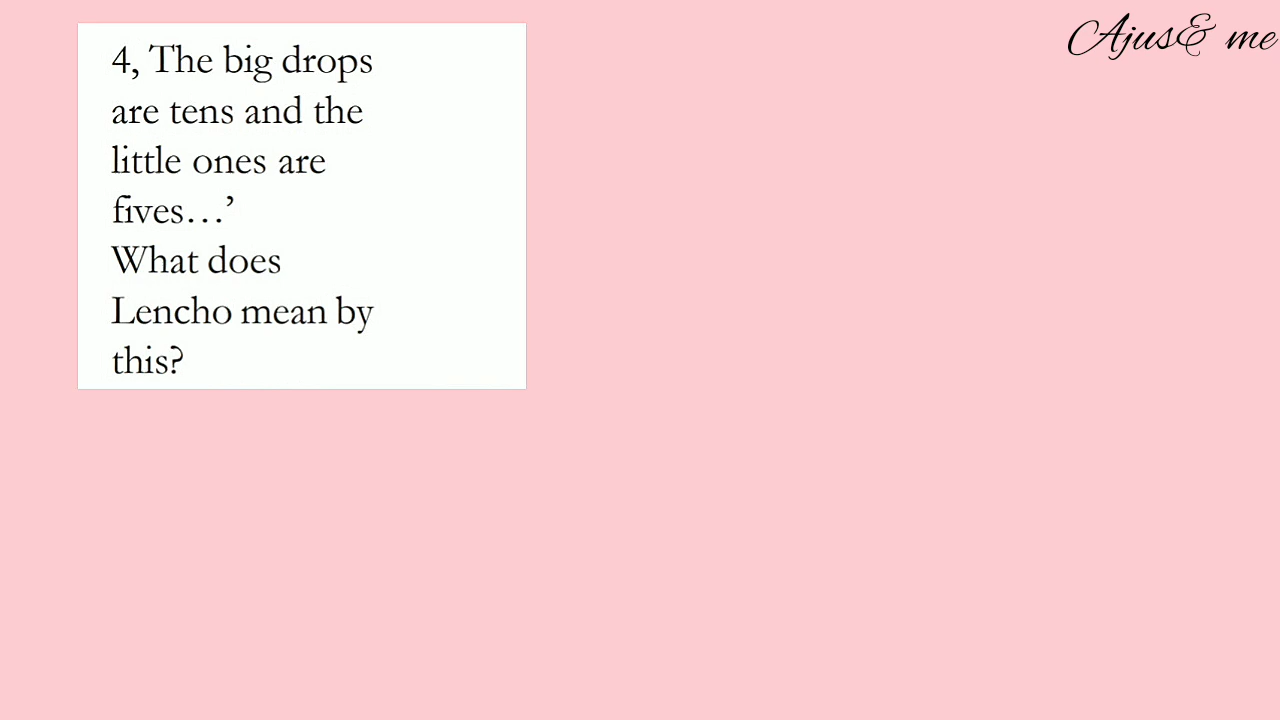 4, The big drops
are tens and the
little ones are
fives…’
What does
Lencho mean by
this?
Ajus& me